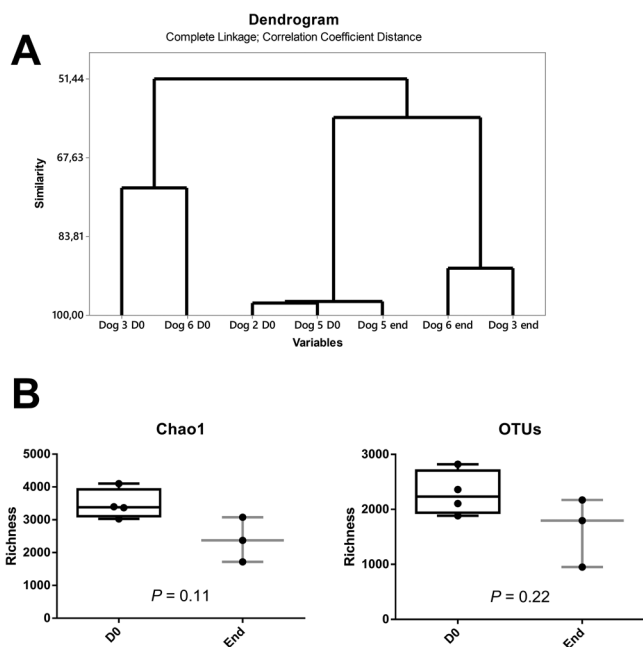 A
Dendrogram
Complete Linkage; Correlation Coefficient Distance
51,44
67,63
83,81
100,00
Similarity
Dog 3 D0 Dog 6 D0 Dog 2 D0 Dog 5 D0 Dog 5 end Dog 6 end Dog 3 end
Variables
B
Chao1
5000
4000
3000
2000
1000
0
Richness
P = 0.11
D0 End
OTUs
3000
2000
1000
0
Richness
P = 0.22
D0 End